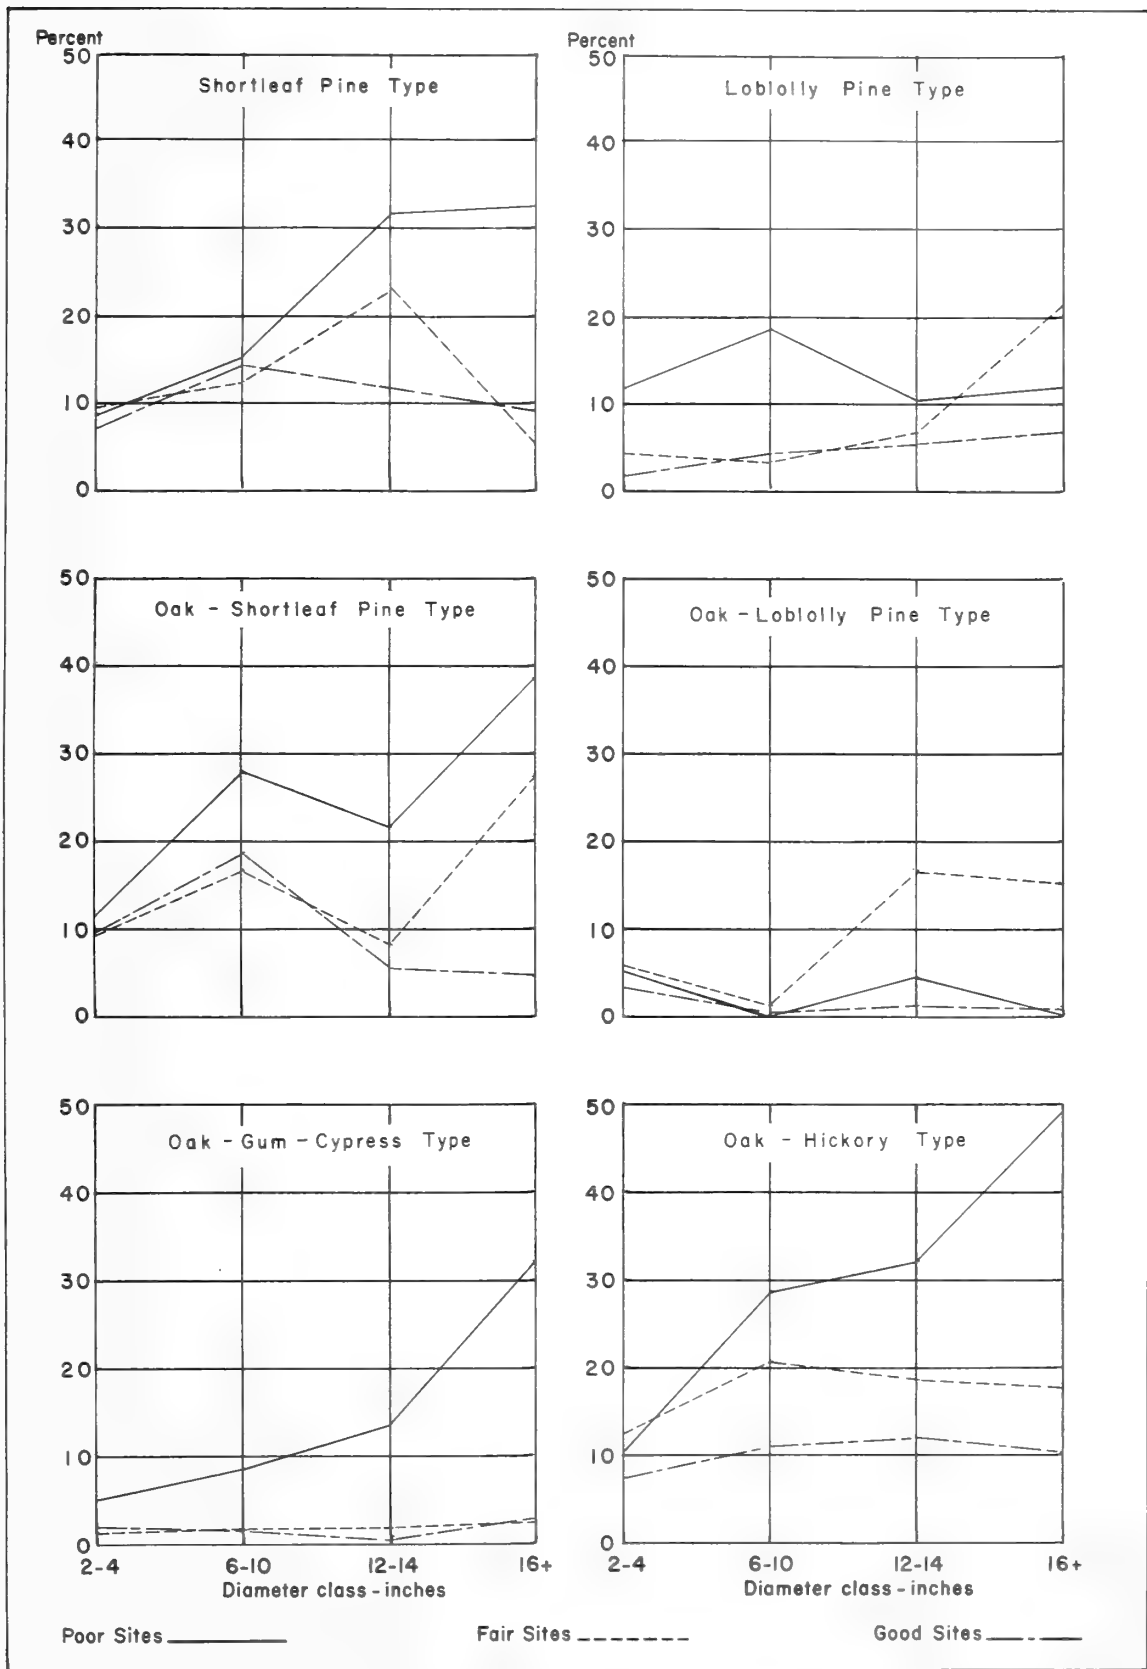 Percent
50
Shortleaf Pine Type
40
30
20
10
0
Percent
50
Loblolly Pine Type
40
30
20
10
0
50
Oak - Shortleaf Pine Type
40
30
20
10
0
50
Oak - Loblolly Pine Type
40
30
20
10
0
50
Oak - Gum - Cypress Type
40
30
20
10
0
2-4 6-10 12-14 16+
Diameter class - inches
50
Oak - Hickory Type
40
30
20
10
0
2-4 6-10 12-14 16+
Diameter class - inches
Poor Sites Fair Sites Good Sites